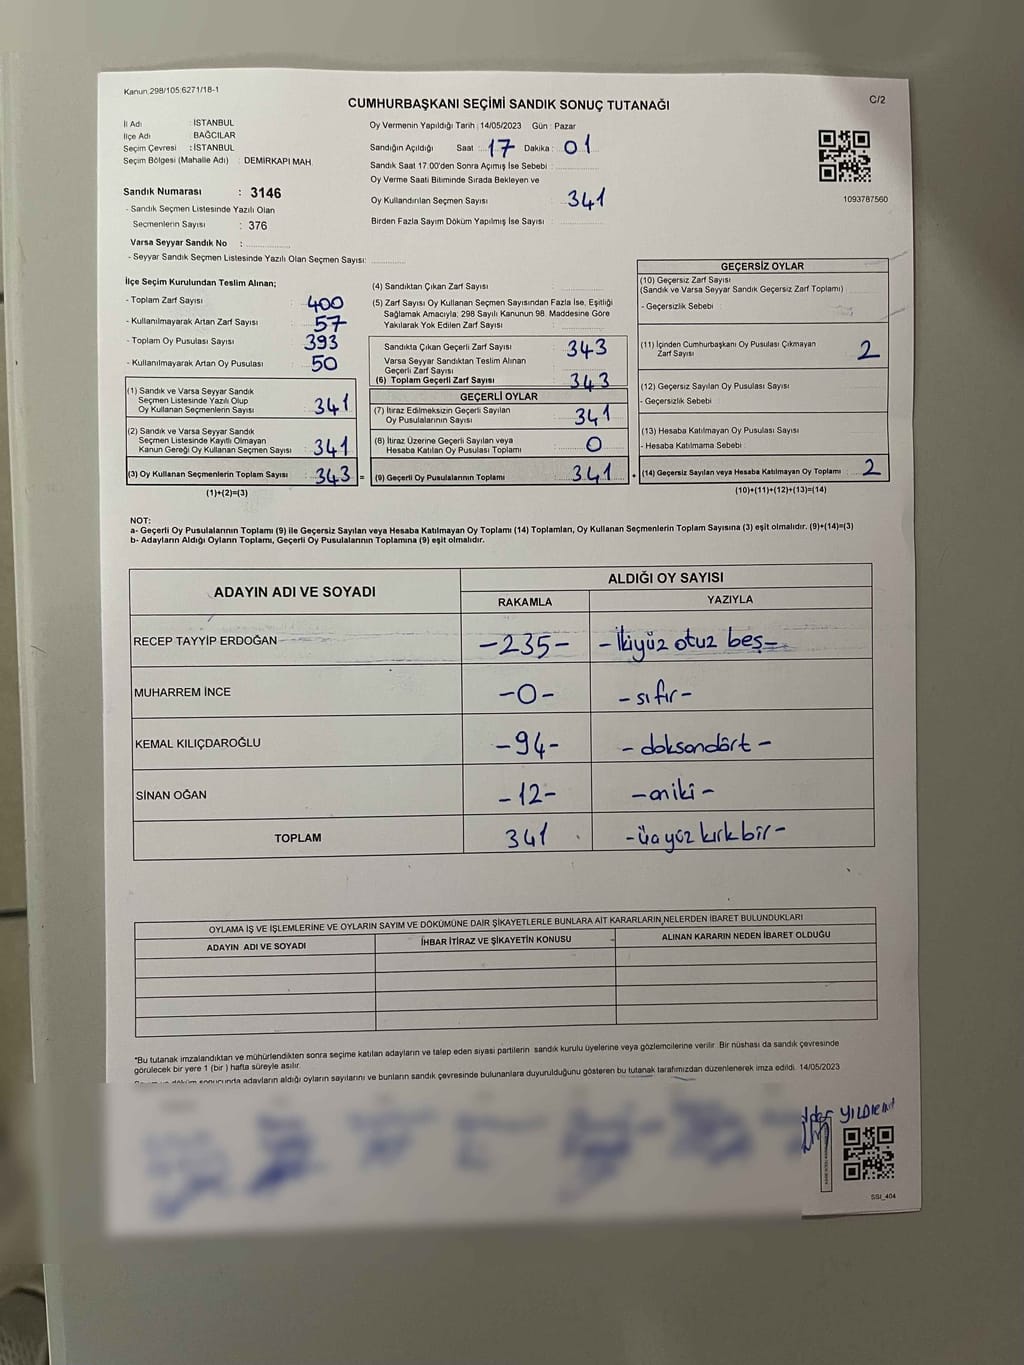 Kanun 298/105 6271/18-1
C/2
CUMHURBAŞKANI SEÇİMİ SANDIK SONUÇ TUTANAĞI
İl Adı : İSTANBUL
İlçe Adı : BAĞCILAR
Seçim Çevresi : İSTANBUL
Seçim Bölgesi (Mahalle Adı) : DEMİRKAPI MAH.
Sandık Numarası : 3146
- Sandık Seçmen Listesinde Yazılı Olan
Seçmenlerin Sayısı : 376
Varsa Seyyar Sandık No :
- Seyyar Sandık Seçmen Listesinde Yazılı Olan Seçmen Sayısı:
Oy Vermenin Yapıldığı Tarih : 14/05/2023 Gün : Pazar
Sandığın Açıldığı Saat : 17 Dakika : 01
Sandık Saat 17.00'den Sonra Açımış İse Sebebi :
Oy Verme Saati Bitiminde Sırada Bekleyen ve
Oy Kullandırılan Seçmen Sayısı : 341
Birden Fazla Sayım Döküm Yapılmış İse Sayısı :
1093787560
İlçe Seçim Kurulundan Teslim Alınan;
- Toplam Zarf Sayısı : 400
- Kullanılmayarak Artan Zarf Sayısı : 57
- Toplam Oy Pusulası Sayısı : 393
- Kullanılmayarak Artan Oy Pusulası : 50
(1) Sandık ve Varsa Seyyar Sandık
Seçmen Listesinde Yazılı Olup
Oy Kullanan Seçmenlerin Sayısı : 341
(2) Sandık ve Varsa Seyyar Sandık
Seçmen Listesinde Kayıtlı Olmayan
Kanun Gereği Oy Kullanan Seçmen Sayısı : 341
(3) Oy Kullanan Seçmenlerin Toplam Sayısı : 343 =
(1)+(2)=(3)
(4) Sandıktan Çıkan Zarf Sayısı :
(5) Zarf Sayısı Oy Kullanan Seçmen Sayısından Fazla İse, Eşitliği
Sağlamak Amacıyla; 298 Sayılı Kanunun 98. Maddesine Göre
Yakılarak Yok Edilen Zarf Sayısı :
Sandıkta Çıkan Geçerli Zarf Sayısı : 343
Varsa Seyyar Sandıktan Teslim Alınan
Geçerli Zarf Sayısı :
(6) Toplam Geçerli Zarf Sayısı : 343
GEÇERLİ OYLAR
(7) İtiraz Edilmeksizin Geçerli Sayılan
Oy Pusulalarının Sayısı : 341
(8) İtiraz Üzerine Geçerli Sayılan veya
Hesaba Katılan Oy Pusulası Toplamı : 0
(9) Geçerli Oy Pusulalarının Toplamı : 341
GEÇERSİZ OYLAR
(10) Geçersiz Zarf Sayısı
(Sandık ve Varsa Seyyar Sandık Geçersiz Zarf Toplamı) :
- Geçersizlik Sebebi :
(11) İçinden Cumhurbaşkanı Oy Pusulası Çıkmayan
Zarf Sayısı : 2
(12) Geçersiz Sayılan Oy Pusulası Sayısı :
- Geçersizlik Sebebi :
(13) Hesaba Katılmayan Oy Pusulası Sayısı :
- Hesaba Katılmama Sebebi :
(14) Geçersiz Sayılan veya Hesaba Katılmayan Oy Toplamı : 2
(10)+(11)+(12)+(13)=(14)
NOT:
a- Geçerli Oy Pusulalarının Toplamı (9) ile Geçersiz Sayılan veya Hesaba Katılmayan Oy Toplamı (14) Toplamları, Oy Kullanan Seçmenlerin Toplam Sayısına (3) eşit olmalıdır. (9)+(14)=(3)
b- Adayların Aldığı Oyların Toplamı, Geçerli Oy Pusulalarının Toplamına (9) eşit olmalıdır.
ADAYIN ADI VE SOYADI
ALDIĞI OY SAYISI
RAKAMLA YAZIYLA
RECEP TAYYİP ERDOĞAN -235- -İkiyüz otuz beş-
MUHARREM İNCE -0- -sıfır-
KEMAL KILIÇDAROĞLU -94- -doksandört-
SİNAN OĞAN -12- -oniki-
TOPLAM 341 -üçyüz kırkbir-
OYLAMA İŞ VE İŞLEMLERİNE VE OYLARIN SAYIM VE DÖKÜMÜNE DAİR ŞİKAYETLERLE BUNLARA AİT KARARLARIN NELERDEN İBARET BULUNDUKLARI
ADAYIN ADI VE SOYADI İHBAR İTİRAZ VE ŞİKAYETİN KONUSU ALINAN KARARIN NEDEN İBARET OLDUĞU
*Bu tutanak imzalandıktan ve mühürlendikten sonra seçime katılan adayların ve talep eden siyasi partilerin sandık kurulu üyelerine veya gözlemcilerine verilir. Bir nüshası da sandık çevresinde
görülecek bir yere 1 (bir) hafta süreyle asılır.
sonucunda adayların aldığı oyların sayılarını ve bunların sandık çevresinde bulunanlara duyurulduğunu gösteren bu tutanak tarafımızdan düzenlenerek imza edildi. 14/05/2023
YILDIRIM
SSI_404